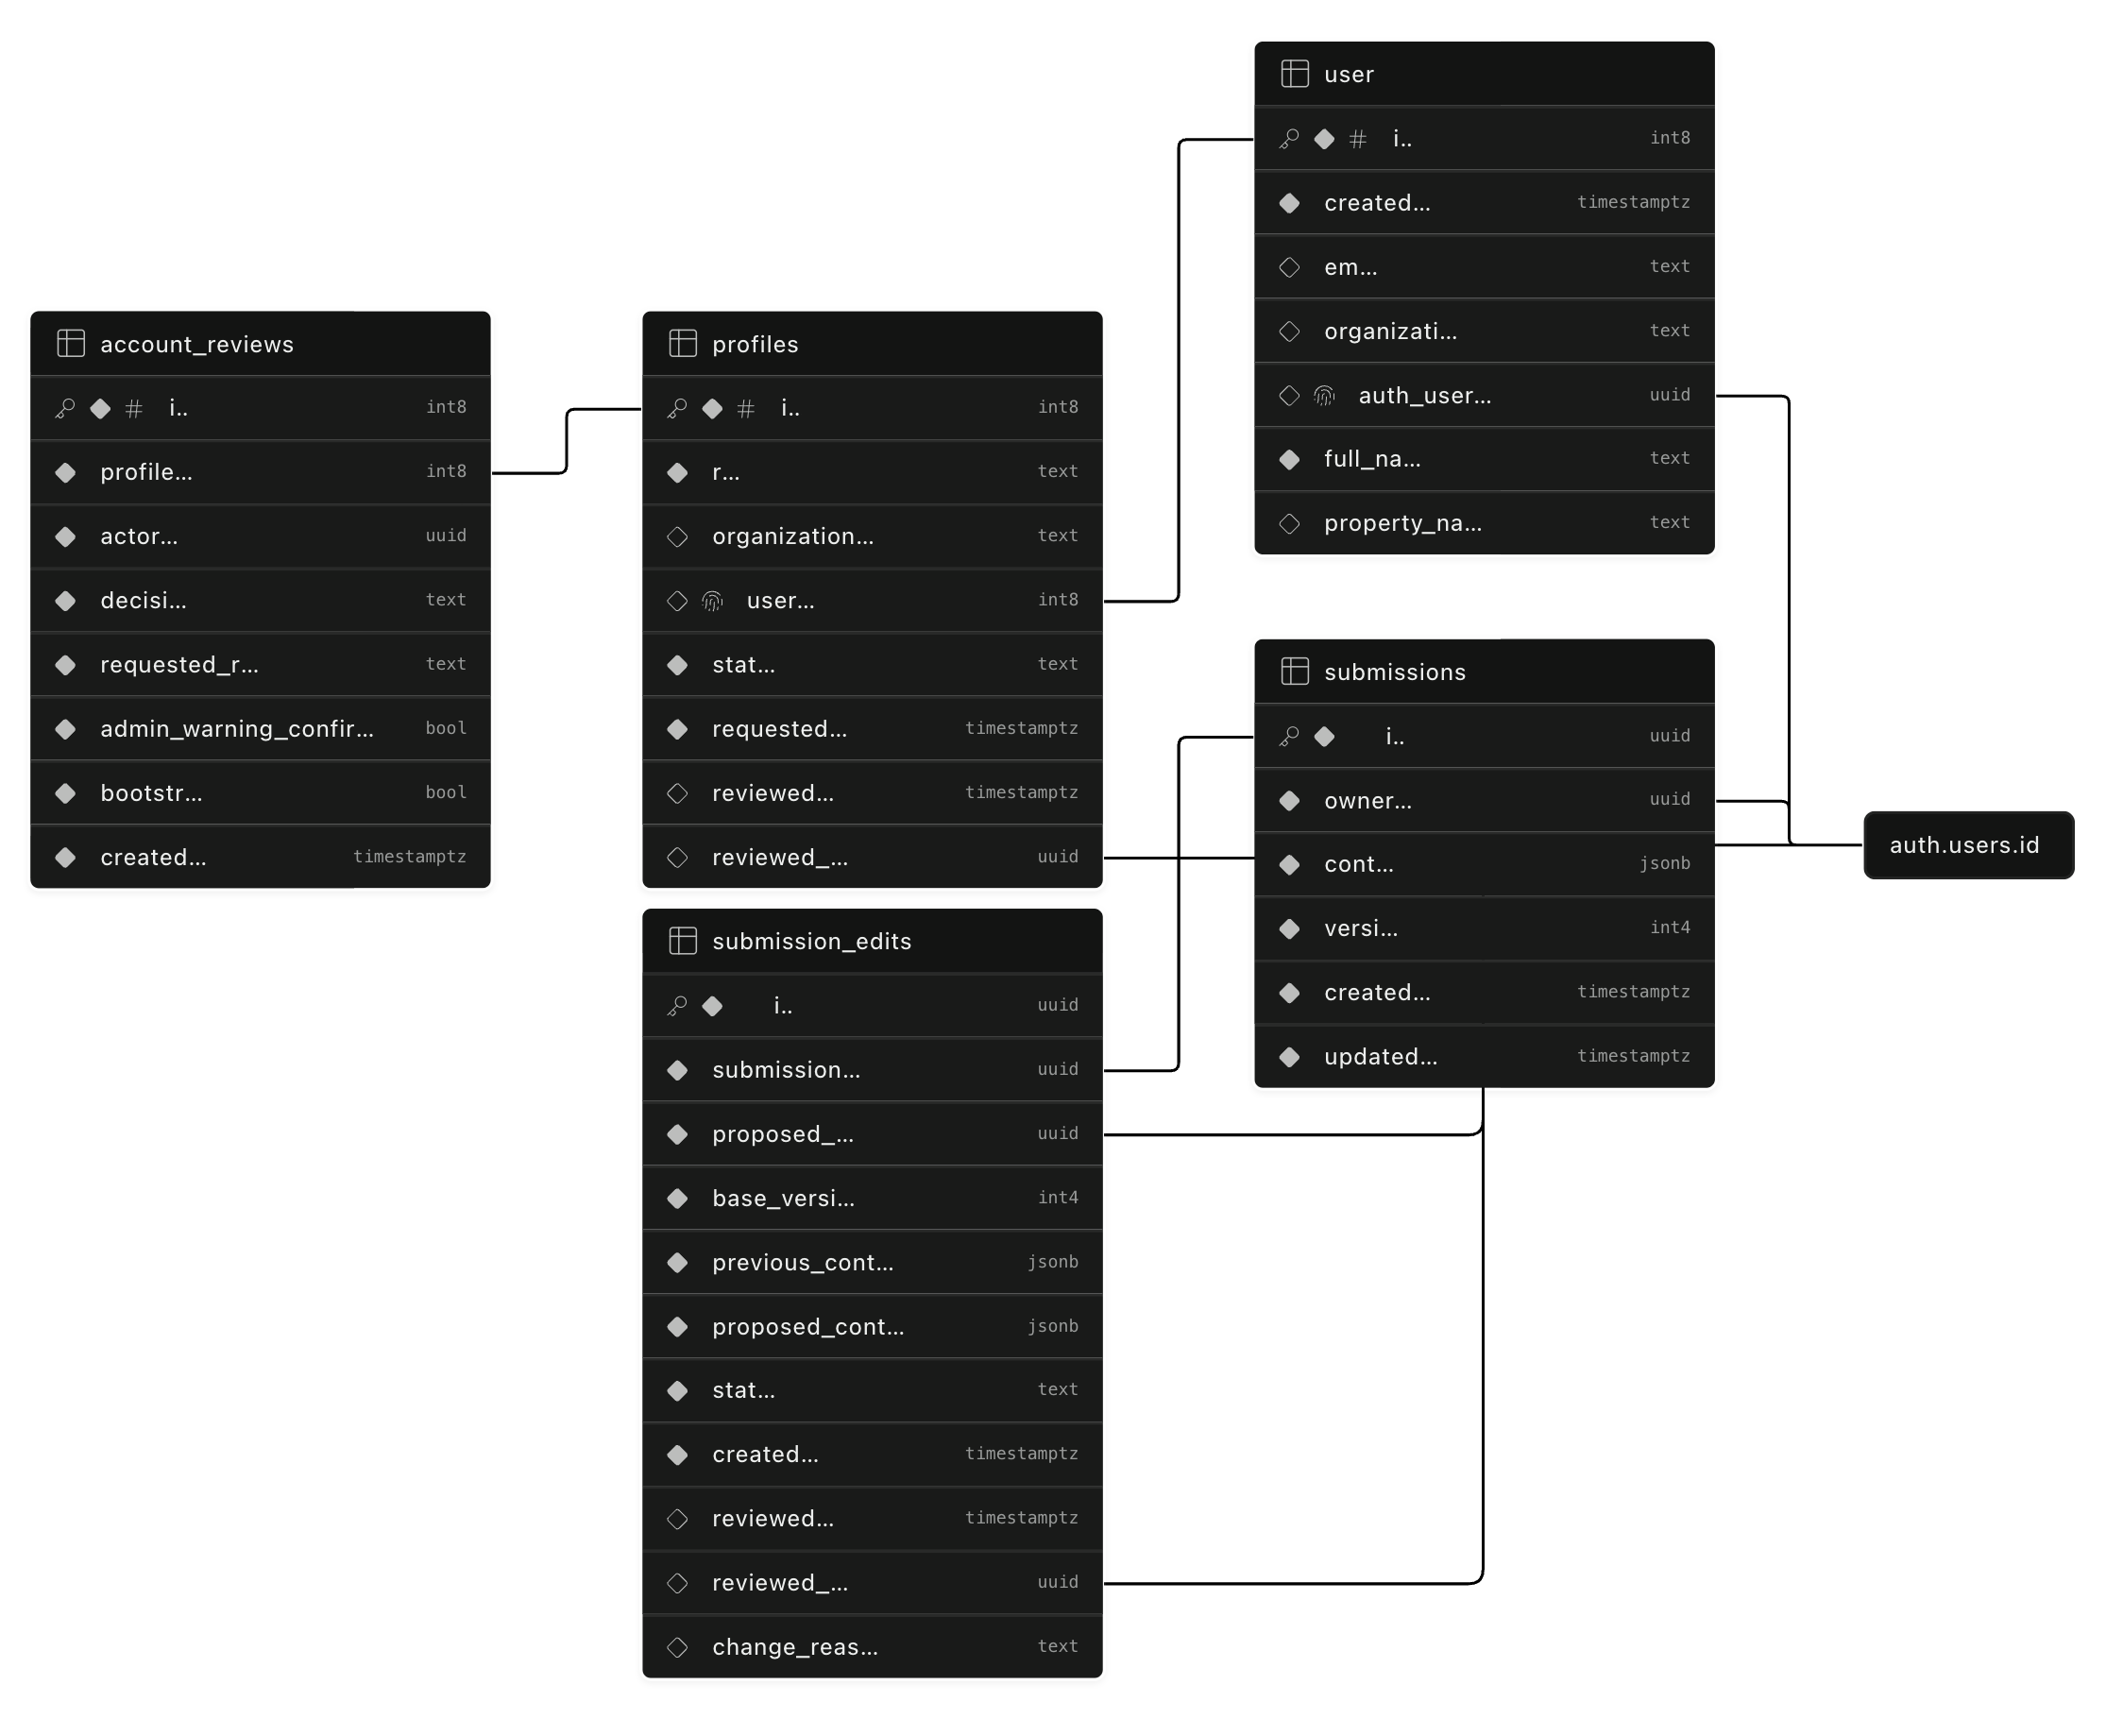 account_reviews
i.. int8
profile... int8
actor... uuid
decisi... text
requested_r... text
admin_warning_confir... bool
bootstr... bool
created... timestamptz
profiles
i.. int8
r... text
organization... text
user... int8
stat... text
requested... timestamptz
reviewed... timestamptz
reviewed_... uuid
submission_edits
i.. uuid
submission... uuid
proposed_... uuid
base_versi... int4
previous_cont... jsonb
proposed_cont... jsonb
stat... text
created... timestamptz
reviewed... timestamptz
reviewed_... uuid
change_reas... text
user
i.. int8
created... timestamptz
em... text
organizati... text
auth_user... uuid
full_na... text
property_na... text
submissions
i.. uuid
owner... uuid
cont... jsonb
versi... int4
created... timestamptz
updated... timestamptz
auth.users.id